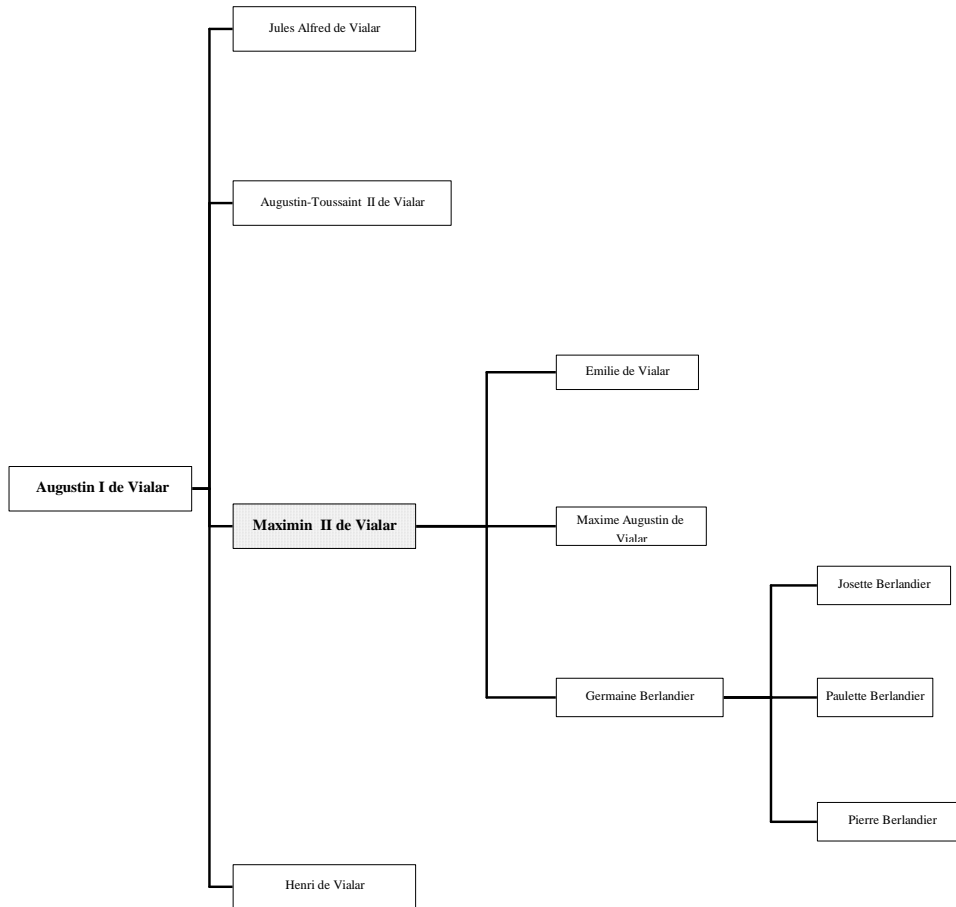 Jules Alfred de Vialar
Augustin-Toussaint II de Vialar
Emilie de Vialar
Augustin I de Vialar
Maximin II de Vialar
Maxime Augustin de
Vialar
Josette Berlandier
Germaine Berlandier
Paulette Berlandier
Pierre Berlandier
Henri de Vialar